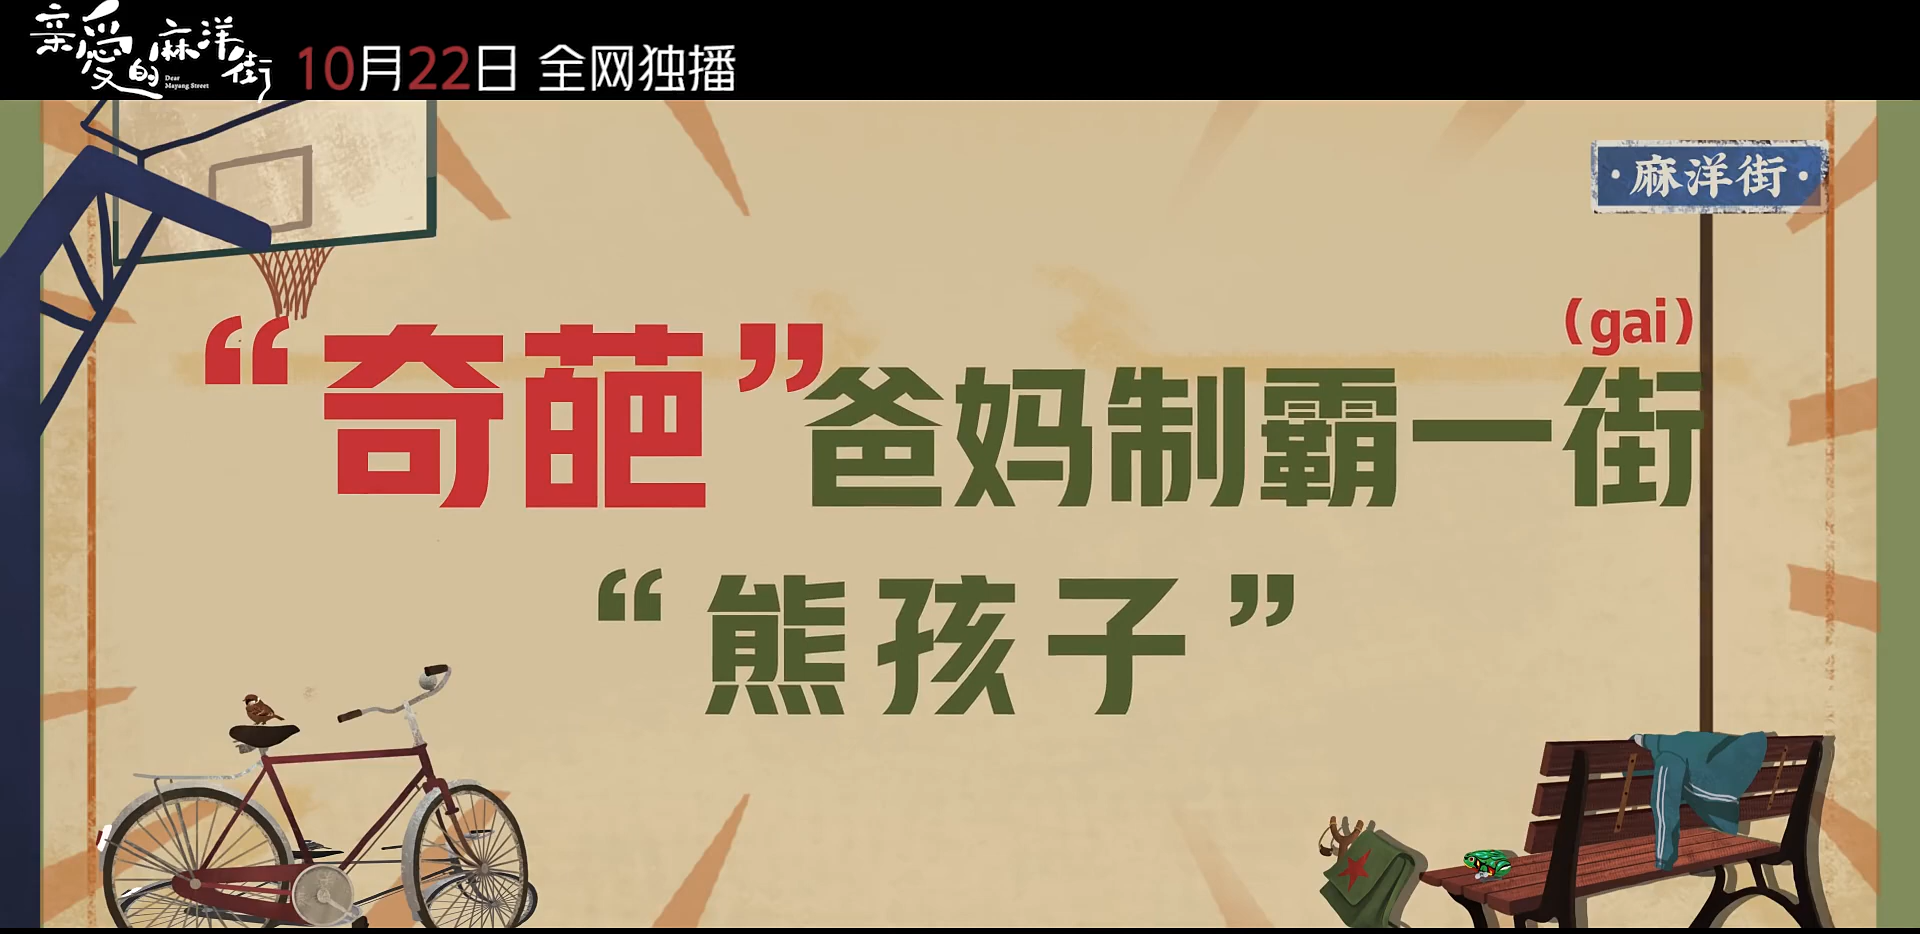 亲爱的麻洋街
Dear
Mayang Street
10月22日 全网独播
·麻洋街·
(gai)
“奇葩”爸妈制霸一街
“熊孩子”